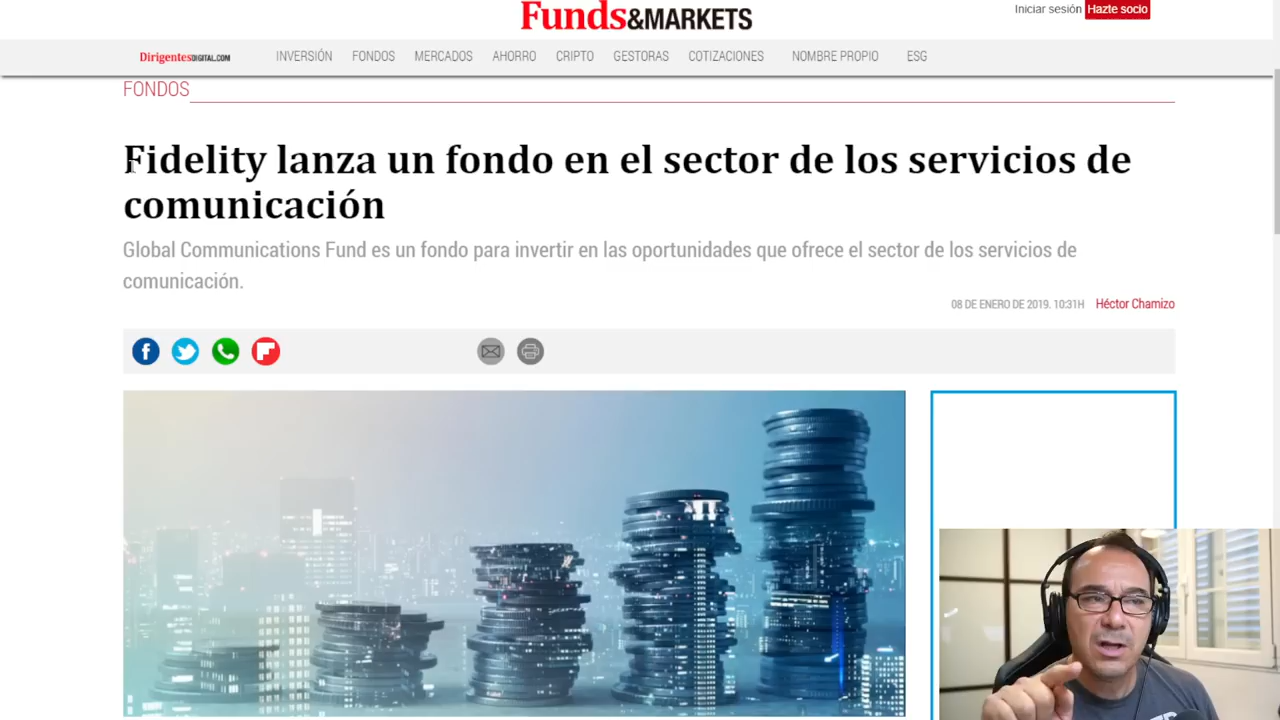 Funds&MARKETS
Iniciar sesión Hazte socio
DirigentesDIGITAL.COM INVERSIÓN FONDOS MERCADOS AHORRO CRIPTO GESTORAS COTIZACIONES NOMBRE PROPIO ESG
FONDOS
Fidelity lanza un fondo en el sector de los servicios de
comunicación
Global Communications Fund es un fondo para invertir en las oportunidades que ofrece el sector de los servicios de
comunicación.
08 DE ENERO DE 2019. 10:31H Héctor Chamizo